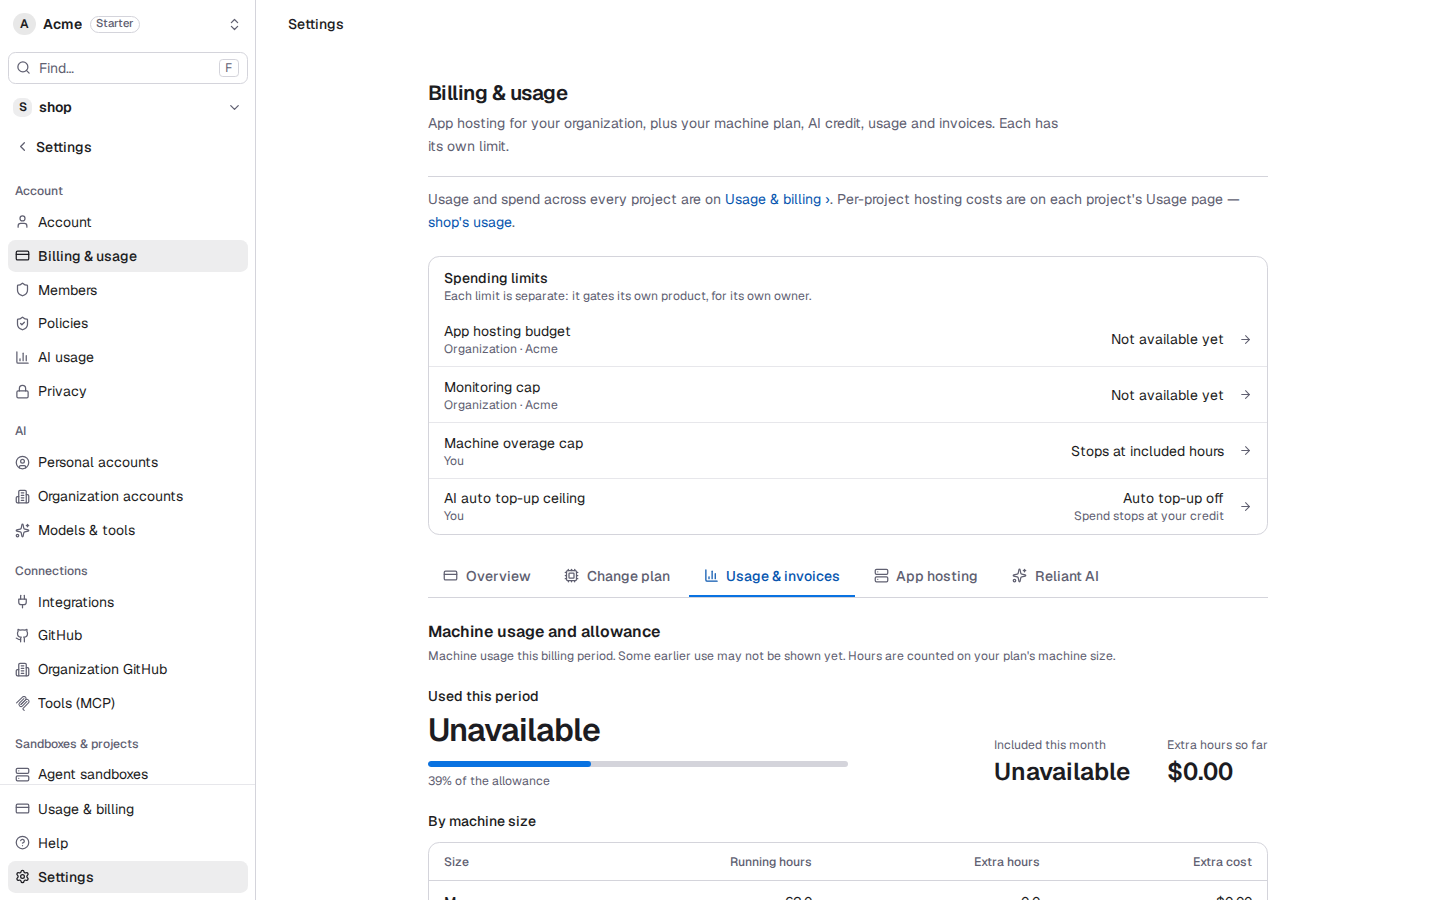 A Acme Starter
Find... F
S shop
Settings
Account
Account
Billing & usage
Members
Policies
AI usage
Privacy
AI
Personal accounts
Organization accounts
Models & tools
Connections
Integrations
GitHub
Organization GitHub
Tools (MCP)
Sandboxes & projects
Agent sandboxes
Usage & billing
Help
Settings
Settings
Billing & usage
App hosting for your organization, plus your machine plan, AI credit, usage and invoices. Each has
its own limit.
Usage and spend across every project are on Usage & billing ›. Per-project hosting costs are on each project's Usage page —
shop's usage.
Spending limits
Each limit is separate: it gates its own product, for its own owner.
App hosting budget
Organization · Acme
Not available yet
Monitoring cap
Organization · Acme
Not available yet
Machine overage cap
You
Stops at included hours
AI auto top-up ceiling
You
Auto top-up off
Spend stops at your credit
Overview Change plan Usage & invoices App hosting Reliant AI
Machine usage and allowance
Machine usage this billing period. Some earlier use may not be shown yet. Hours are counted on your plan's machine size.
Used this period
Unavailable
39% of the allowance
Included this month
Unavailable
Extra hours so far
$0.00
By machine size
Size Running hours Extra hours Extra cost